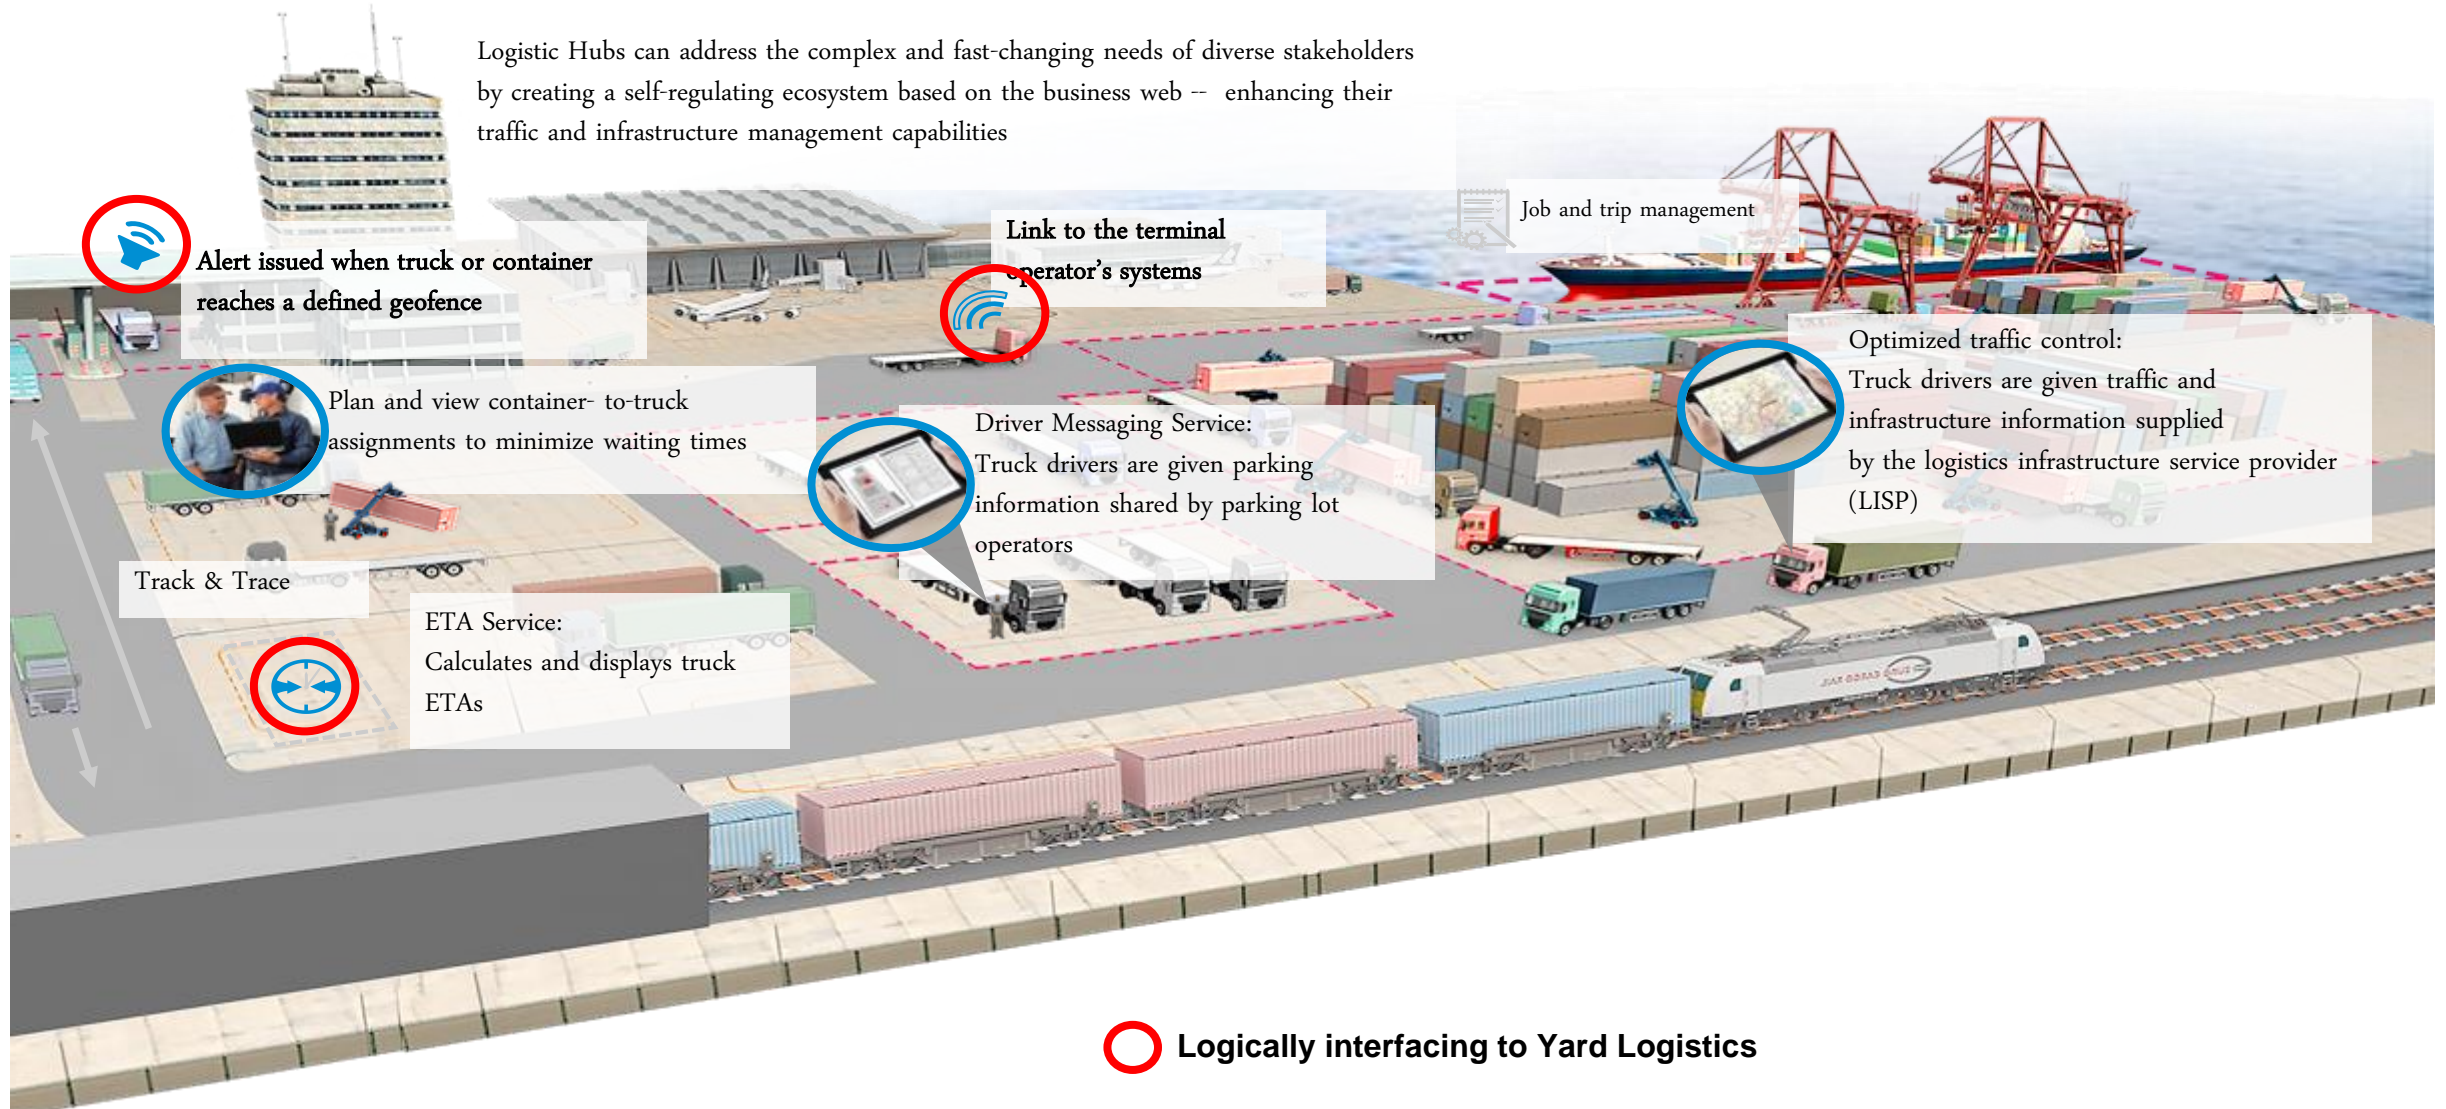 Logistic Hubs can address the complex and fast-changing needs of diverse stakeholders
by creating a self-regulating ecosystem based on the business web -- enhancing their
traffic and infrastructure management capabilities
Job and trip management
Link to the terminal
operator's systems
Alert issued when truck or container
reaches a defined geofence
Optimized traffic control:
Truck drivers are given traffic and
infrastructure information supplied
by the logistics infrastructure service provider
(LISP)
Plan and view container- to-truck
assignments to minimize waiting times
Driver Messaging Service:
Truck drivers are given parking
information shared by parking lot
operators
Track & Trace
ETA Service:
Calculates and displays truck
ETAs
Logically interfacing to Yard Logistics